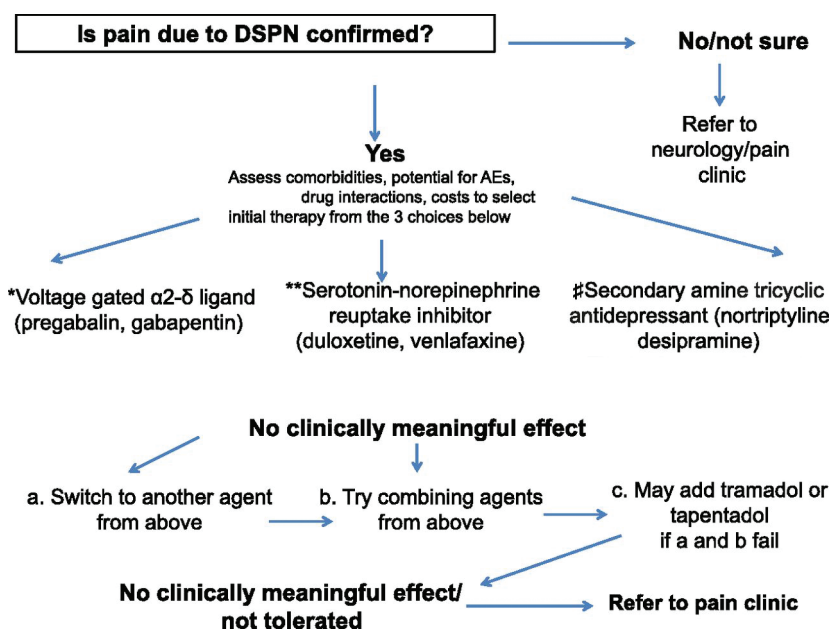 Is pain due to DSPN confirmed?
No/not sure
Refer to
neurology/pain
clinic
Yes
Assess comorbidities, potential for AEs,
drug interactions, costs to select
initial therapy from the 3 choices below
*Voltage gated α2-δ ligand
(pregabalin, gabapentin)
**Serotonin-norepinephrine
reuptake inhibitor
(duloxetine, venlafaxine)
♯Secondary amine tricyclic
antidepressant (nortriptyline
desipramine)
No clinically meaningful effect
a. Switch to another agent
from above
b. Try combining agents
from above
c. May add tramadol or
tapentadol
if a and b fail
No clinically meaningful effect/
not tolerated
Refer to pain clinic